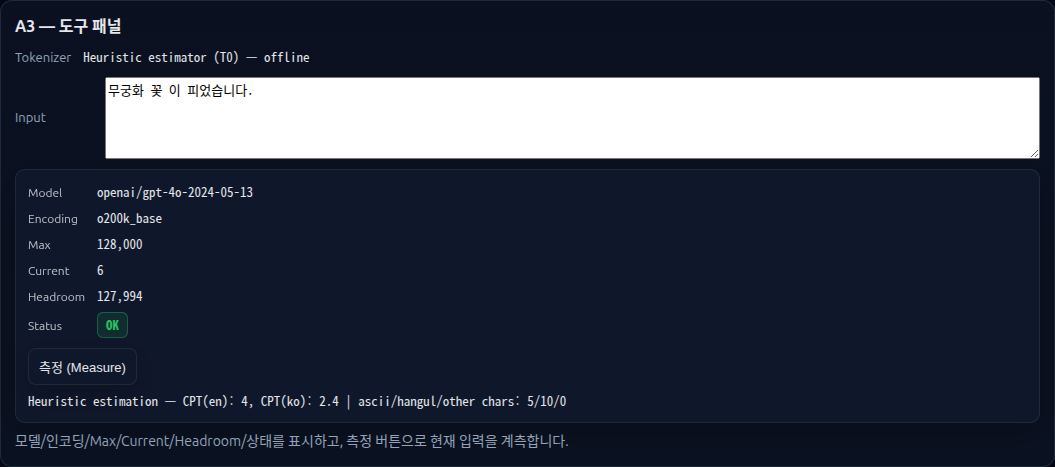 A3 — 도구 패널
Tokenizer Heuristic estimator (T0) — offline
Input 무궁화 꽃 이 피었습니다.
Model openai/gpt-4o-2024-05-13
Encoding o200k_base
Max 128,000
Current 6
Headroom 127,994
Status OK
측정 (Measure)
Heuristic estimation — CPT(en): 4, CPT(ko): 2.4 | ascii/hangul/other chars: 5/10/0
모델/인코딩/Max/Current/Headroom/상태를 표시하고, 측정 버튼으로 현재 입력을 계측합니다.